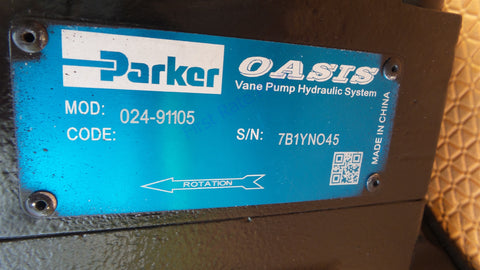 Parker
OASIS
Vane Pump Hydraulic System
MOD: 024-91105
CODE:
S/N: 7B1YNO45
MADE IN CHINA
ROTATION